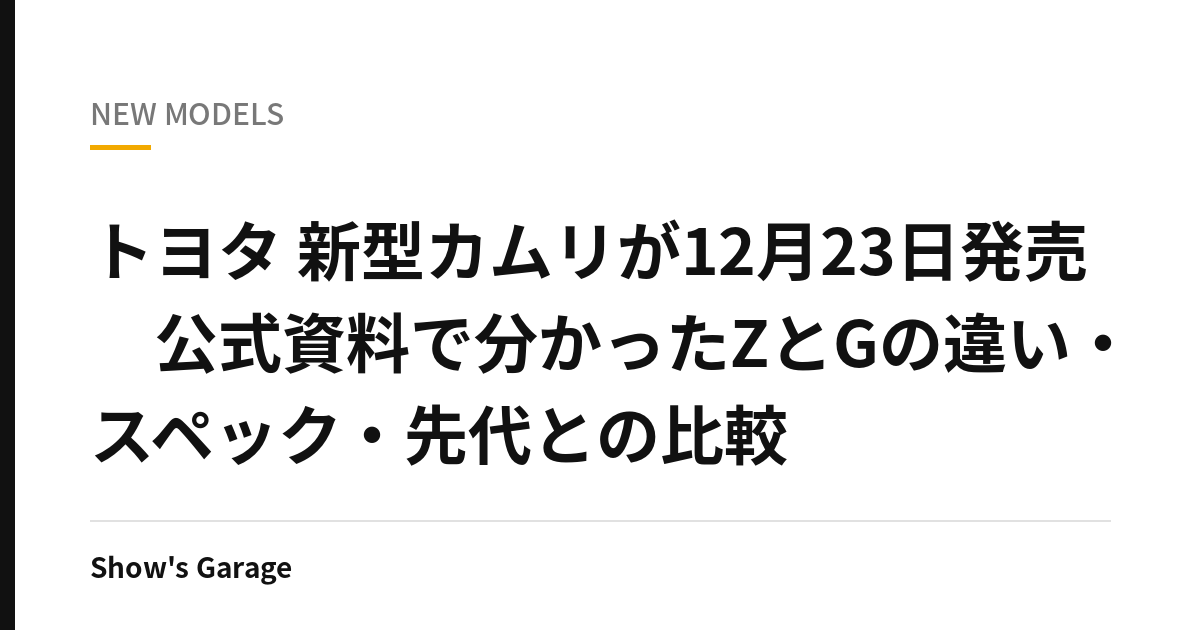 NEW MODELS
トヨタ 新型カムリが12月23日発売
　公式資料で分かったZとGの違い・
スペック・先代との比較
Show's Garage